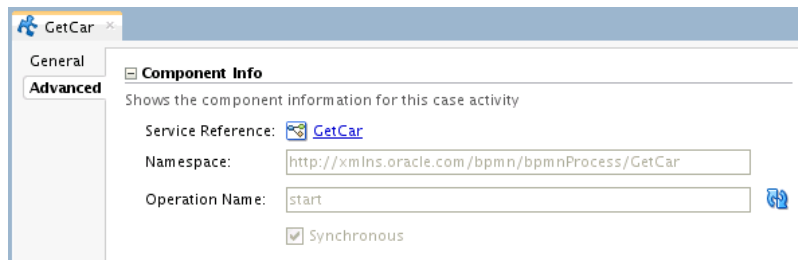 GetCar
General
Advanced
Component Info
Shows the component information for this case activity
Service Reference: GetCar
Namespace: http://xmlns.oracle.com/bpmn/bpmnProcess/GetCar
Operation Name: start
Synchronous